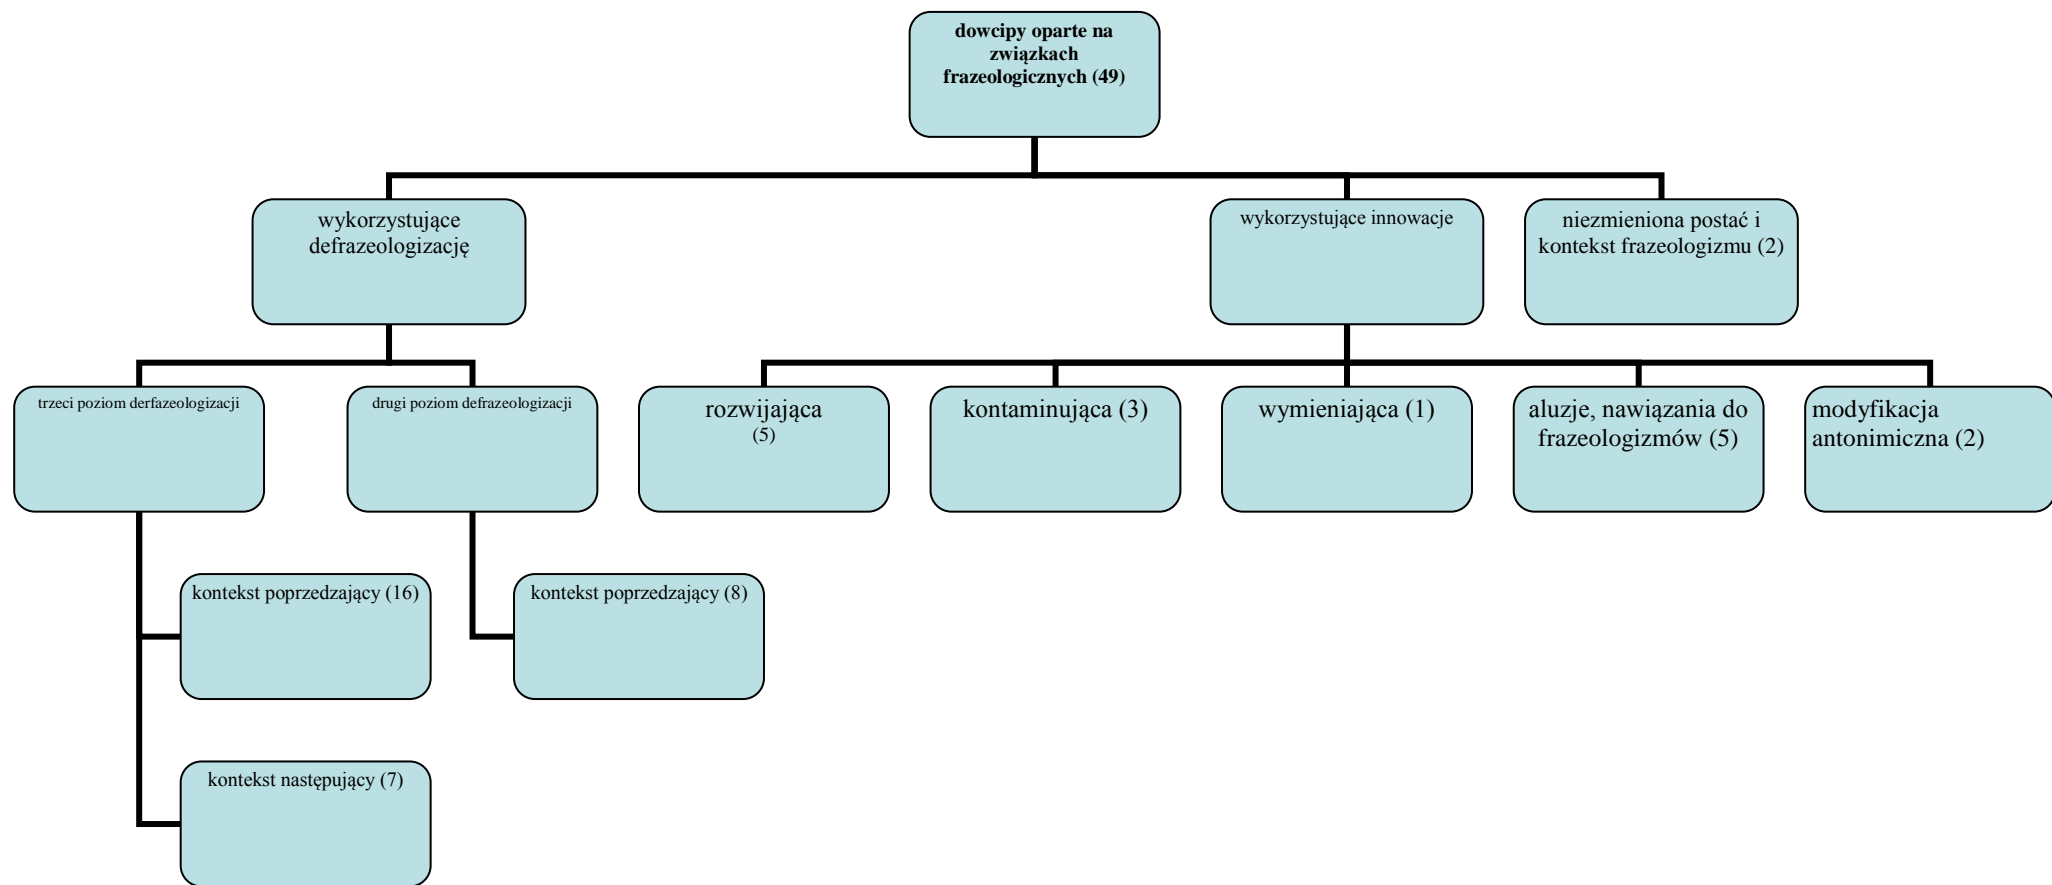 dowcipy oparte na
związkach
frazeologicznych (49)
wykorzystujące
defrazeologizację
wykorzystujące innowacje
niezmieniona postać i
kontekst frazeologizmu (2)
trzeci poziom derfazeologizacji
drugi poziom defrazeologizacji
rozwijająca
(5)
kontaminująca (3)
wymieniająca (1)
aluzje, nawiązania do
frazeologizmów (5)
modyfikacja
antonimiczna (2)
kontekst poprzedzający (16)
kontekst poprzedzający (8)
kontekst następujący (7)